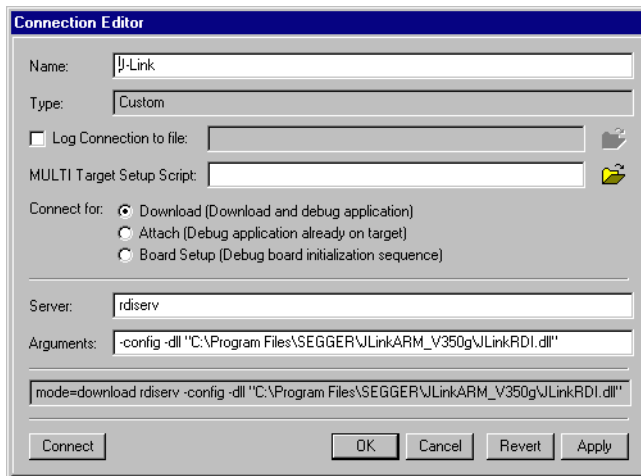 Connection Editor
Name: J-Link
Type: Custom
Log Connection to file:
MULTI Target Setup Script:
Connect for: Download (Download and debug application)
Attach (Debug application already on target)
Board Setup (Debug board initialization sequence)
Server: rdiserv
Arguments: -config -dll "C:\Program Files\SEGGER\JLinkARM_V350g\JLinkRDI.dll"
mode=download rdiserv -config -dll "C:\Program Files\SEGGER\JLinkARM_V350g\JLinkRDI.dll"
Connect OK Cancel Revert Apply